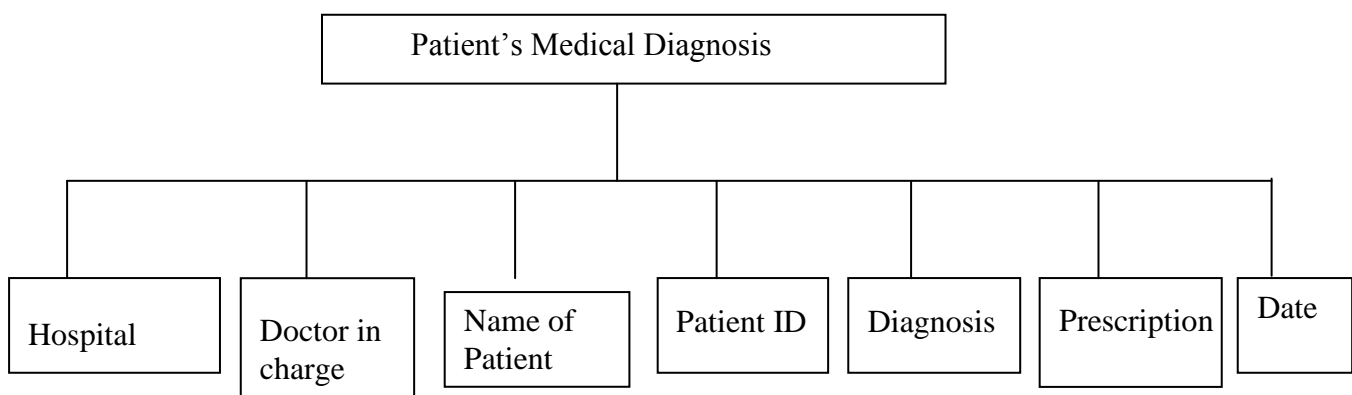 Patient’s Medical Diagnosis
Hospital
Doctor in
charge
Name of
Patient
Patient ID
Diagnosis
Prescription
Date